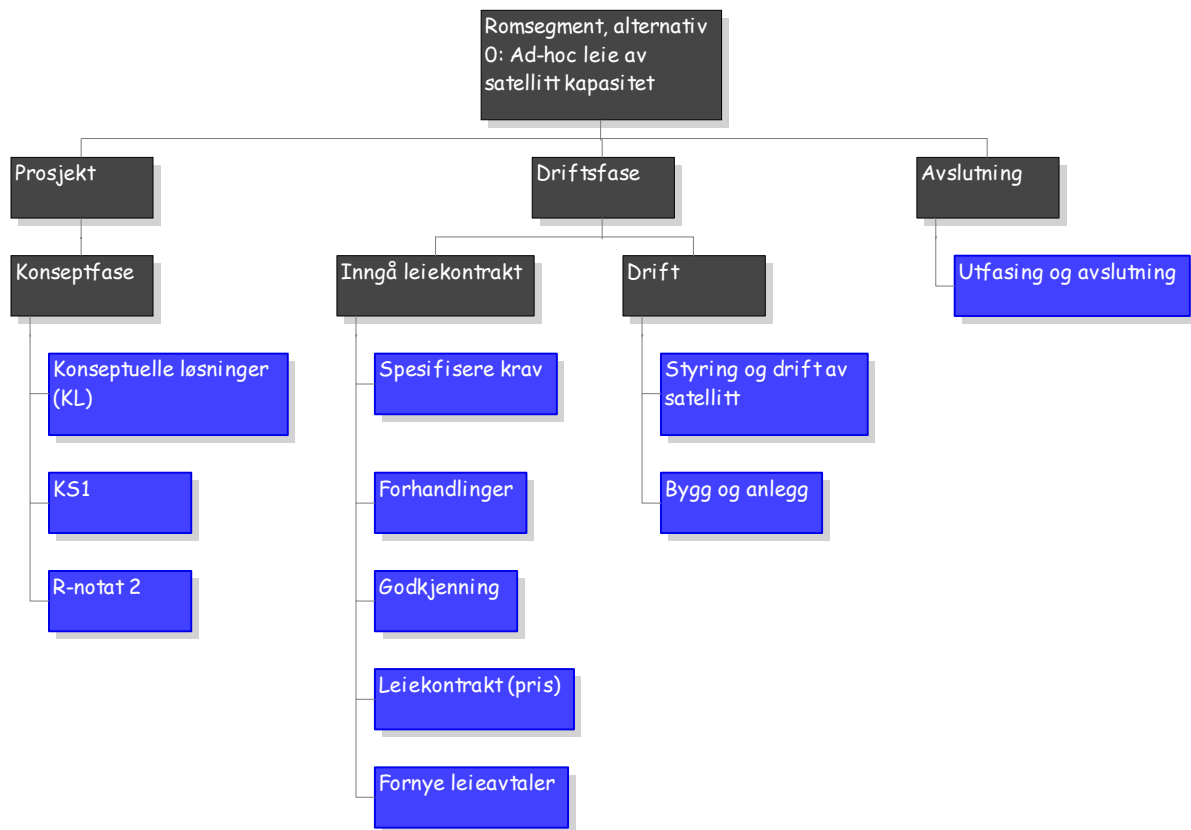 Romsegment, alternativ
0: Ad-hoc leie av
satellitt kapasitet
Prosjekt
Driftsfase
Avslutning
Konseptfase
Inngå leiekontrakt
Drift
Utfasing og avslutning
Konseptuelle løsninger
(KL)
KS1
R-notat 2
Spesifisere krav
Forhandlinger
Godkjenning
Leiekontrakt (pris)
Fornye leieavtaler
Styring og drift av
satellitt
Bygg og anlegg